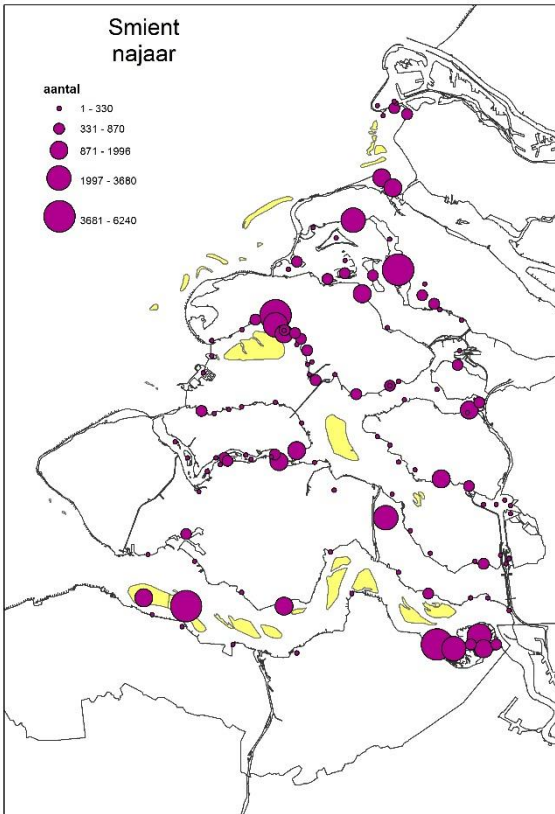 Smient
najaar
aantal
1 - 330
331 - 870
871 - 1996
1997 - 3680
3681 - 6240